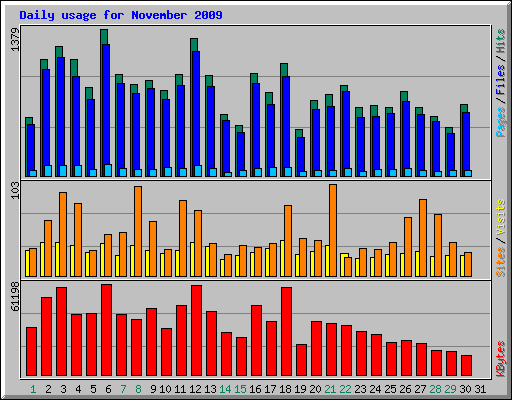 Daily usage for November 2009
1379
Pages / Files / Hits
103
Sites / Visits
61198
KBytes
1 2 3 4 5 6 7 8 9 10 11 12 13 14 15 16 17 18 19 20 21 22 23 24 25 26 27 28 29 30 31